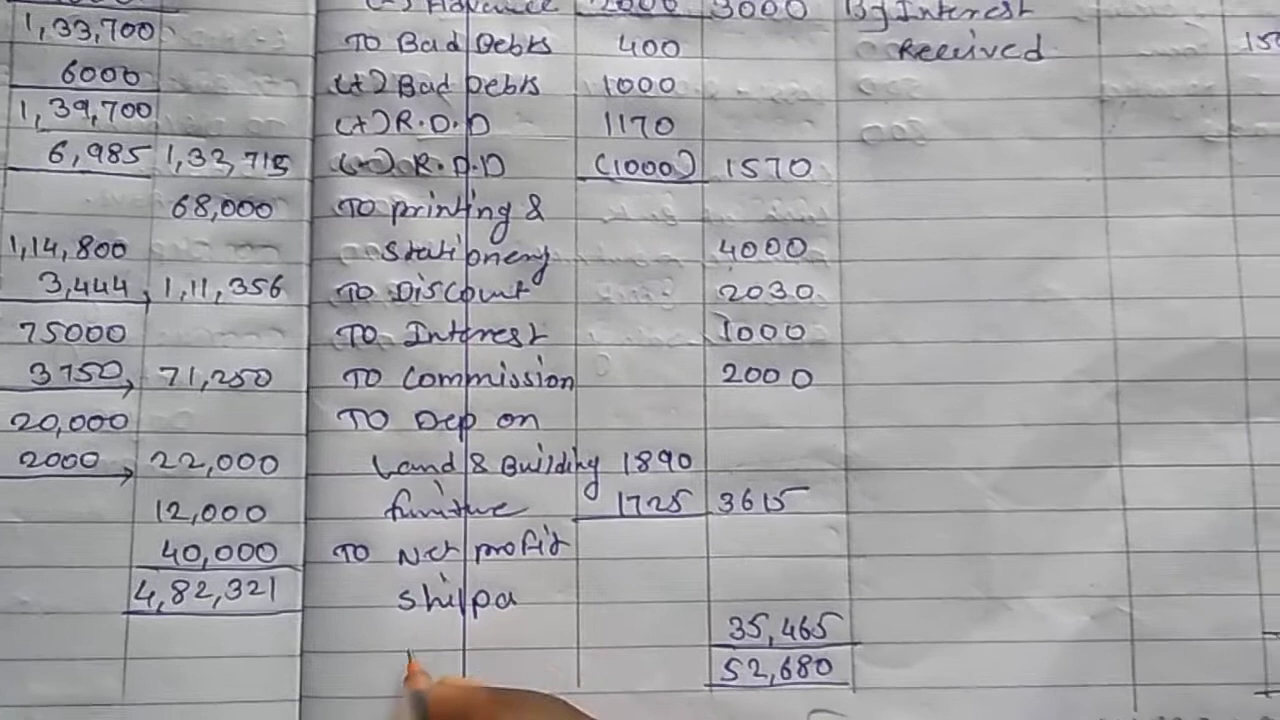 Advance 2000 3000 By Interest
1,33,700
To Bad Debts 400 Received 15
6000 (+) Bad Debts 1000
1,39,700 (+) R.D.D 1170
6,985 1,33,715 (-) R.D.D (1000) 1570
68,000 To printing &
1,14,800 Stationery 4000
3,444 1,11,356 To Discount 2030
75000 To Interest 1000
3750 71,250 To Commission 2000
20,000 To Dep on
2000 22,000 Land & Building 1890
12,000 furniture 1725 3615
40,000 To Net profit
4,82,321 shilpa
35,465
52,680